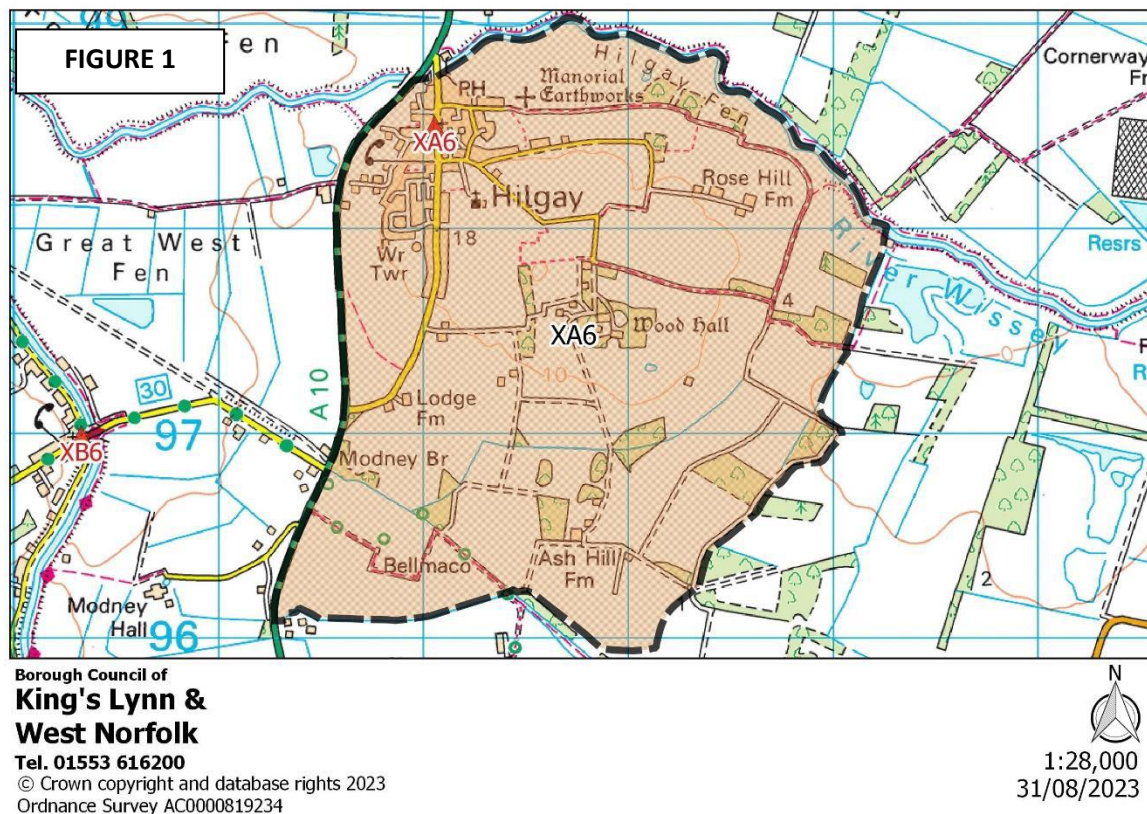 FIGURE 1
Fen
Cornerway
Fm
Hilgay Fen
Manorial
Earthworks
PH
XA6
Hilgay
Rose Hill
Fm
River Wissey
Resrs
Great West
Fen
Wr
Twr
18
4
XA6
Wood Hall
0
10
A10
30
Lodge
Fm
97
XB6
Modney Br
Bellmaco
Ash Hill
Fm
2
Modney
Hall
96
Borough Council of
King's Lynn &
West Norfolk
Tel. 01553 616200
© Crown copyright and database rights 2023
Ordnance Survey AC0000819234
N
1:28,000
31/08/2023